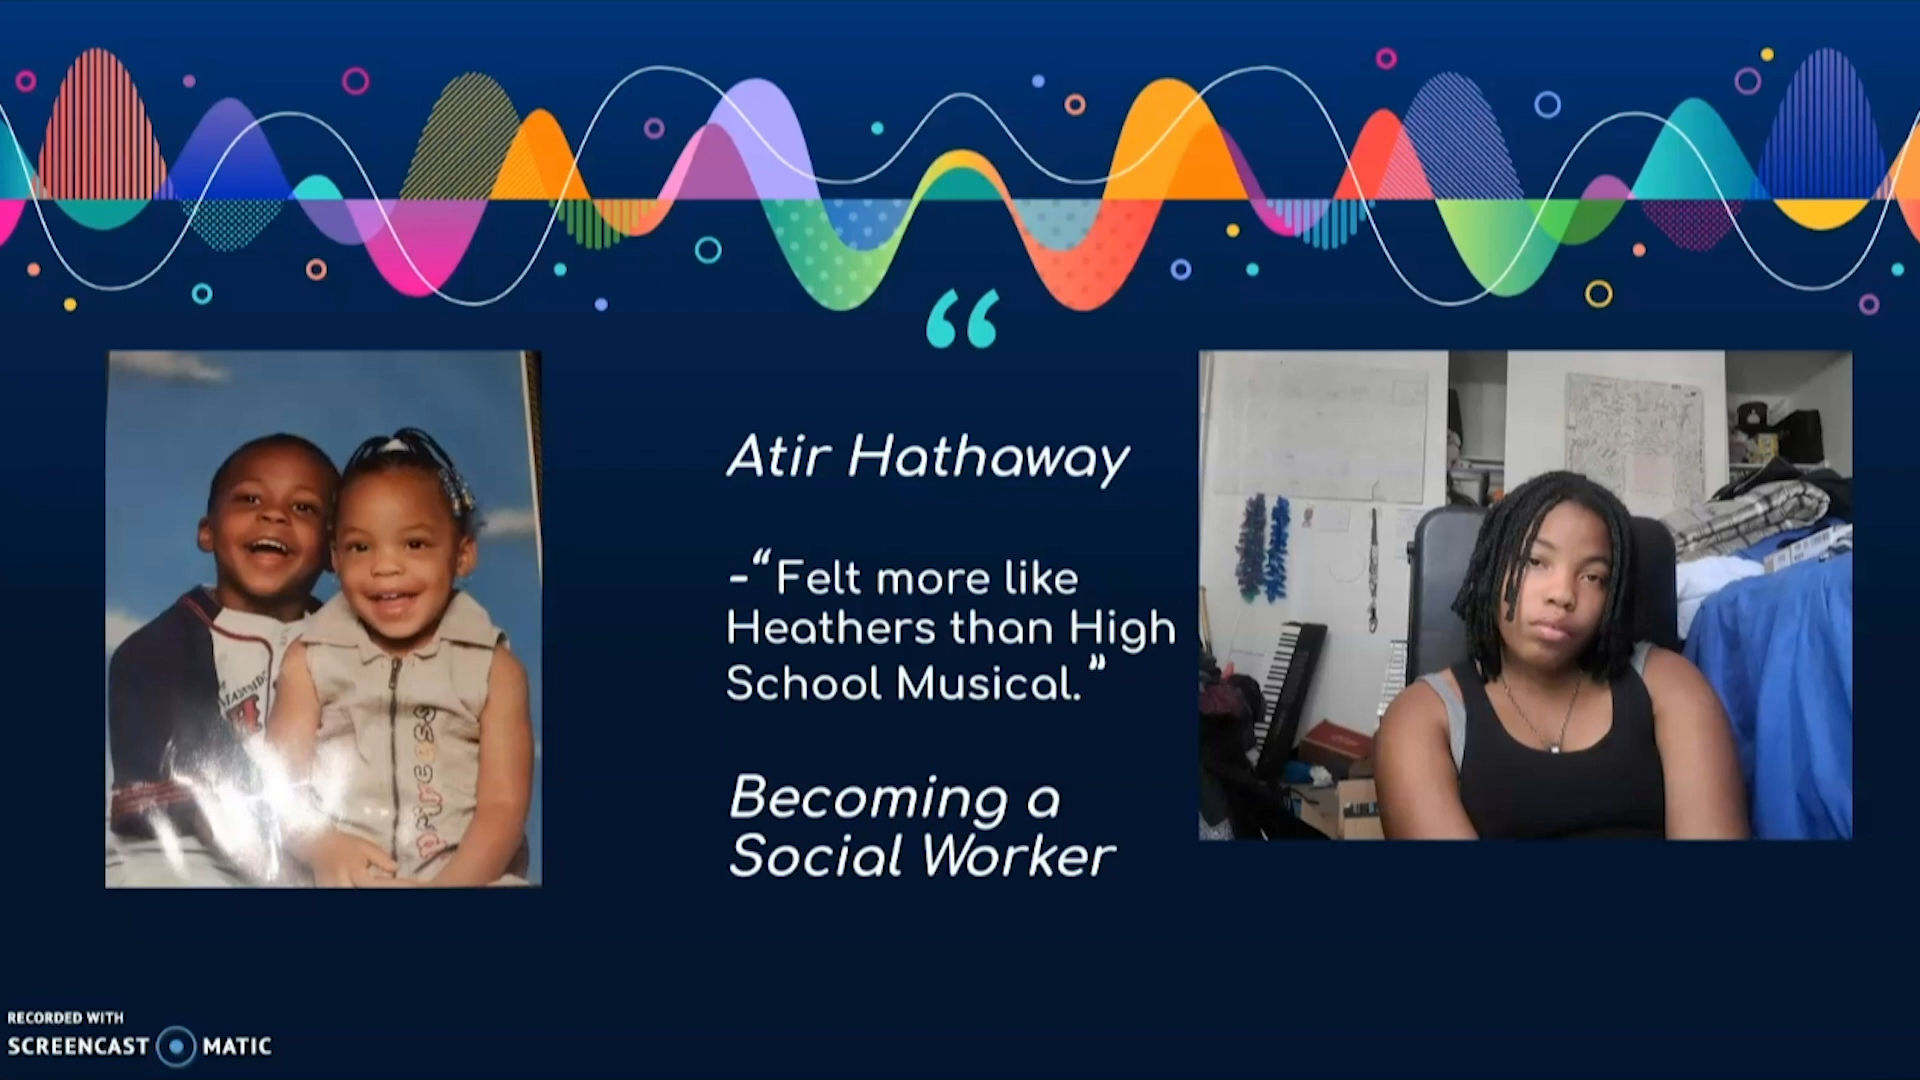 “
Atir Hathaway
-“Felt more like
Heathers than High
School Musical.”
Becoming a
Social Worker
RECORDED WITH
SCREENCAST MATIC